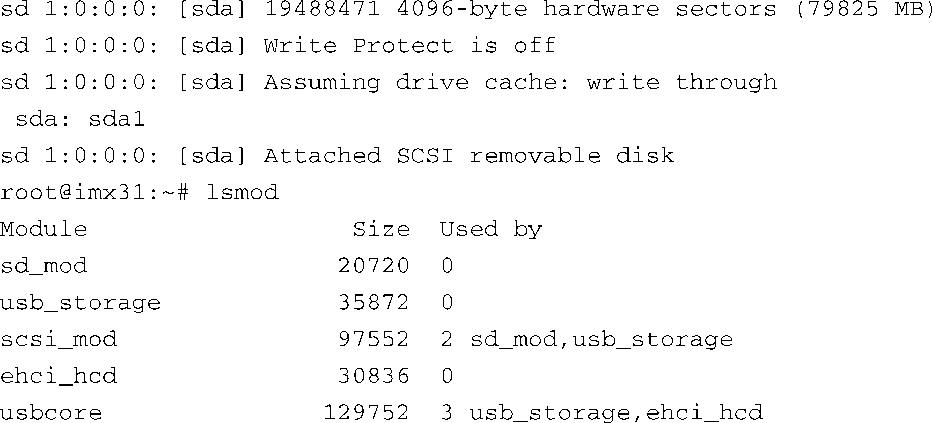 sd 1:0:0:0: [sda] 19488471 4096-byte hardware sectors (79825 MB)
sd 1:0:0:0: [sda] Write Protect is off
sd 1:0:0:0: [sda] Assuming drive cache: write through
 sda: sda1
sd 1:0:0:0: [sda] Attached SCSI removable disk
root@imx31:~# lsmod
Module                  Size  Used by
sd_mod                 20720  0
usb_storage            35872  0
scsi_mod               97552  2 sd_mod,usb_storage
ehci_hcd               30836  0
usbcore               129752  3 usb_storage,ehci_hcd